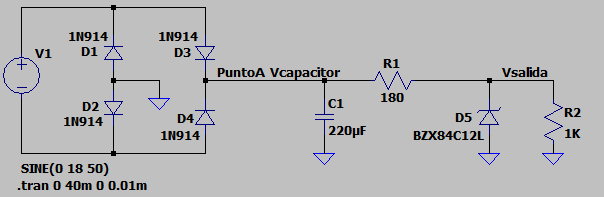 1N914
1N914
V1
D1
D3
PuntoA Vcapacitor
R1
180
Vsalida
D2
1N914
D4
1N914
C1
220µF
D5
BZX84C12L
R2
1K
SINE(0 18 50)
.tran 0 40m 0 0.01m